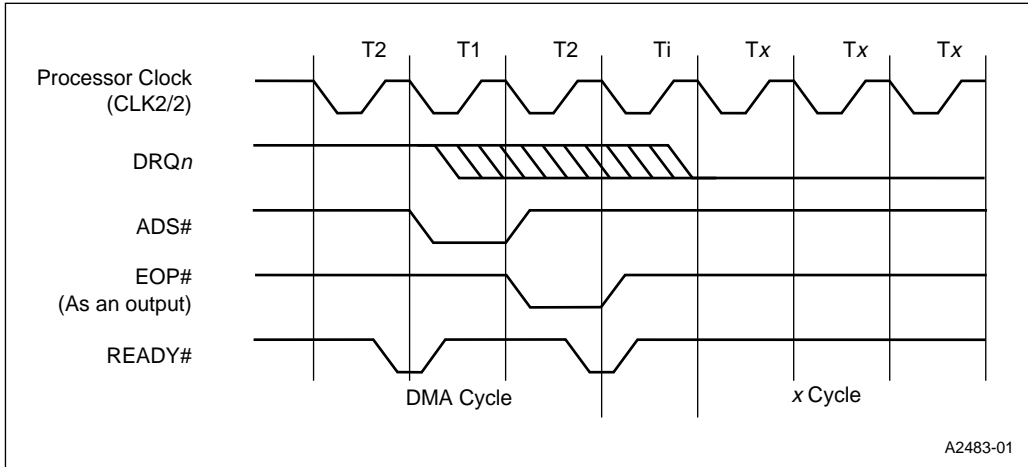 T2 T1 T2 Ti Tx Tx Tx
Processor Clock
(CLK2/2)
DRQn
ADS#
EOP#
(As an output)
READY#
DMA Cycle x Cycle
A2483-01